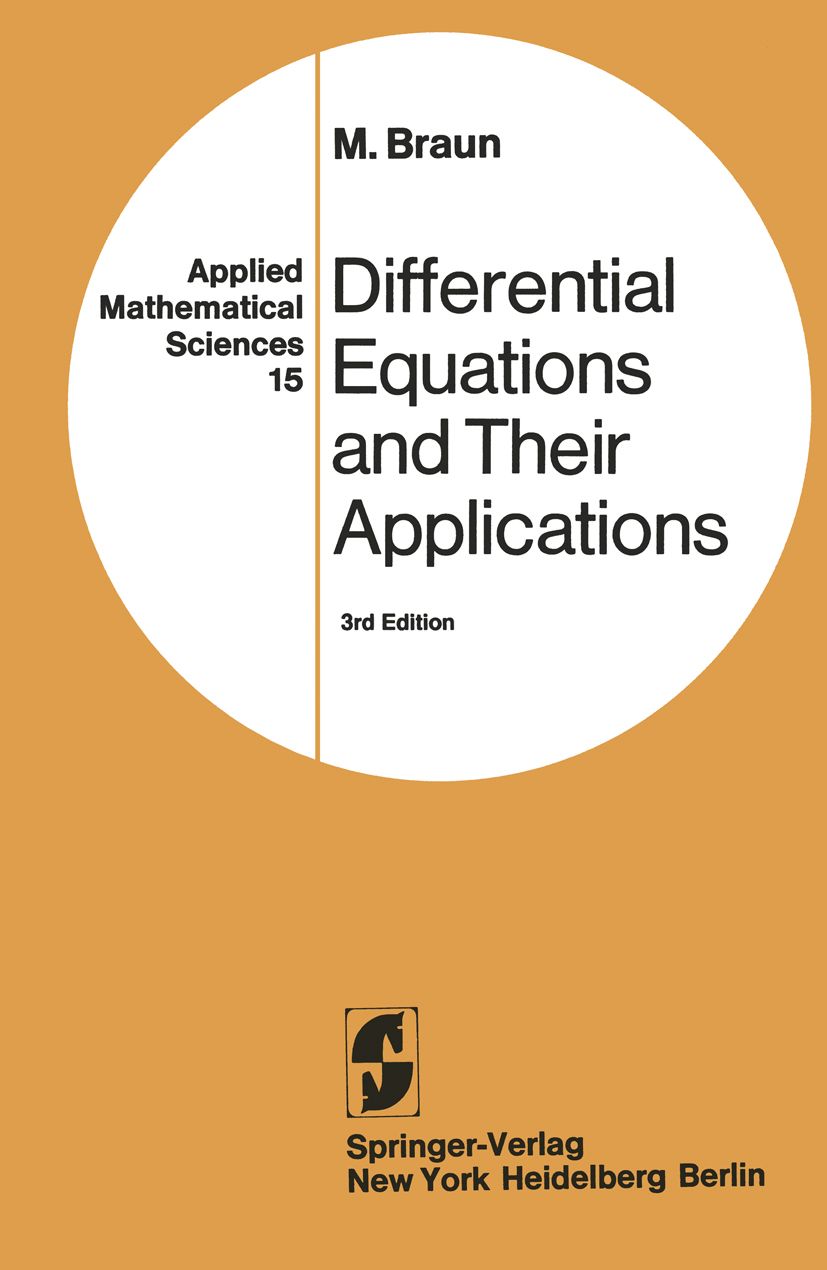 M. Braun
Applied
Mathematical
Sciences
15
Differential
Equations
and Their
Applications
3rd Edition
Springer-Verlag
New York Heidelberg Berlin